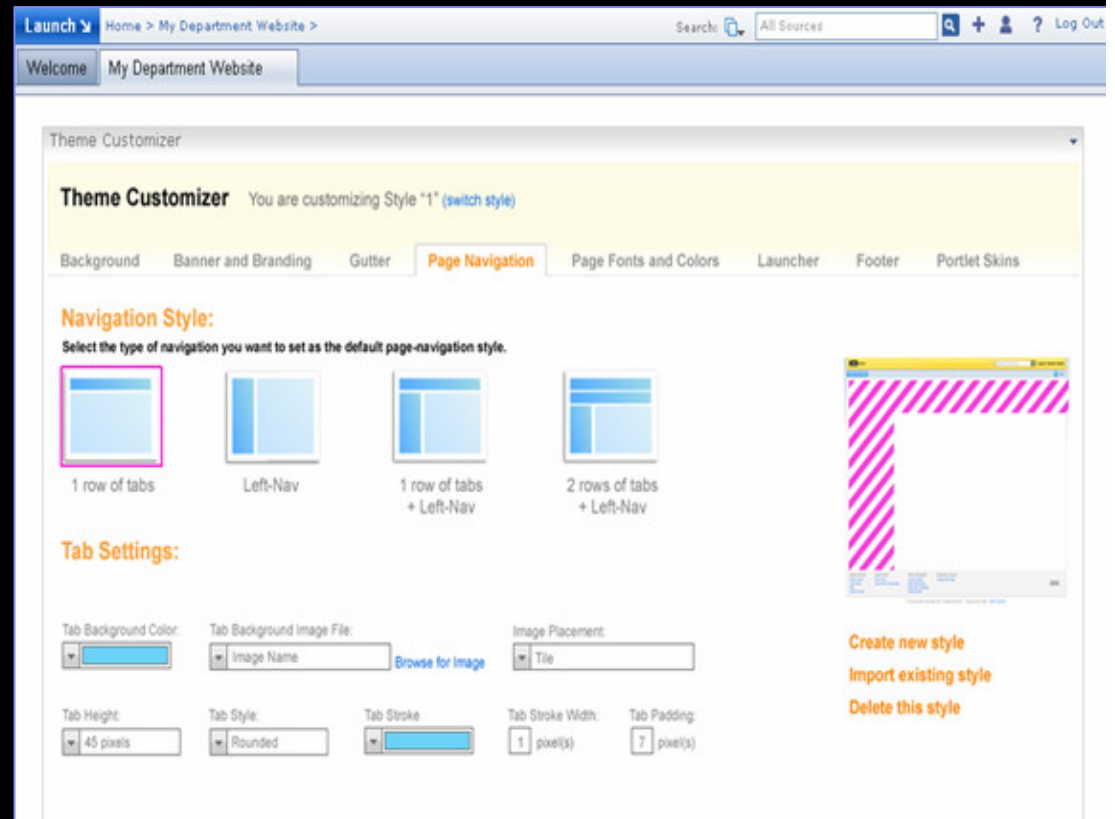 Launch Home > My Department Website > Search: All Sources ? Log Out
Welcome My Department Website
Theme Customizer
Theme Customizer You are customizing Style "1" (switch style)
Background Banner and Branding Gutter Page Navigation Page Fonts and Colors Launcher Footer Portlet Skins
Navigation Style:
Select the type of navigation you want to set as the default page-navigation style.
1 row of tabs Left-Nav 1 row of tabs 2 rows of tabs
+ Left-Nav + Left-Nav
Tab Settings:
Tab Background Color: Tab Background Image File: Image Placement:
Image Name Browse for Image Tile
Create new style
Import existing style
Delete this style
Tab Height: Tab Style: Tab Stroke Tab Stroke Width: Tab Padding:
45 pixels Rounded 1 pixel(s) 7 pixel(s)